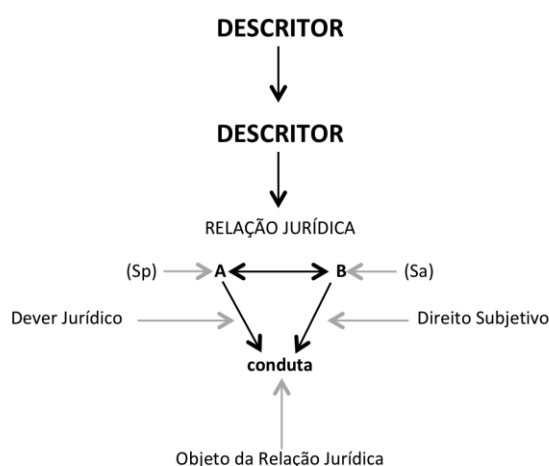 DESCRITOR
DESCRITOR
RELAÇÃO JURÍDICA
(Sp) A B (Sa)
Dever Jurídico Direito Subjetivo
conduta
Objeto da Relação Jurídica